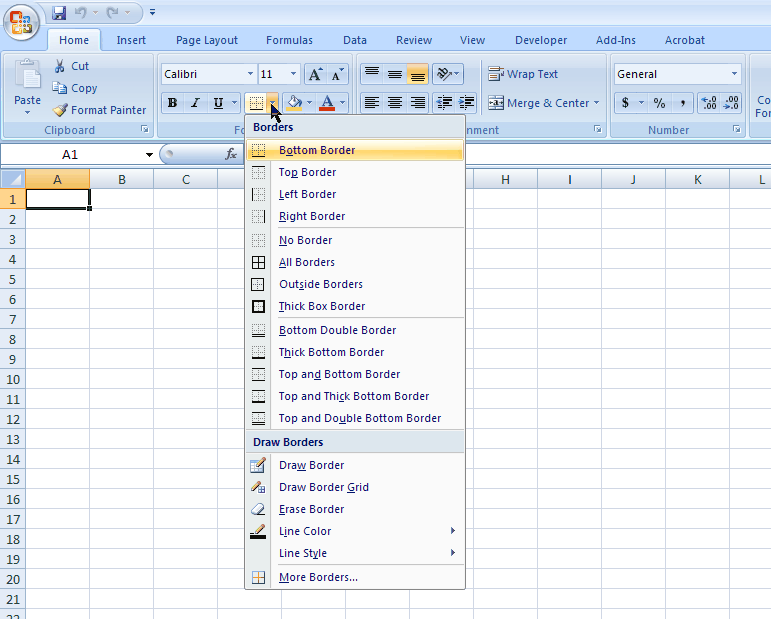 Home Insert Page Layout Formulas Data Review View Developer Add-Ins Acrobat
Paste
Cut
Copy
Format Painter
Clipboard
Calibri 11 A A
B I U A
Fo
Wrap Text
Merge & Center
nment
General
$ % , .00 .0 .00
Number
Co
For
A1 fx
A B C H I J K L
1
2
3
4
5
6
7
8
9
10
11
12
13
14
15
16
17
18
19
20
21
22
Borders
Bottom Border
Top Border
Left Border
Right Border
No Border
All Borders
Outside Borders
Thick Box Border
Bottom Double Border
Thick Bottom Border
Top and Bottom Border
Top and Thick Bottom Border
Top and Double Bottom Border
Draw Borders
Draw Border
Draw Border Grid
Erase Border
Line Color
Line Style
More Borders...